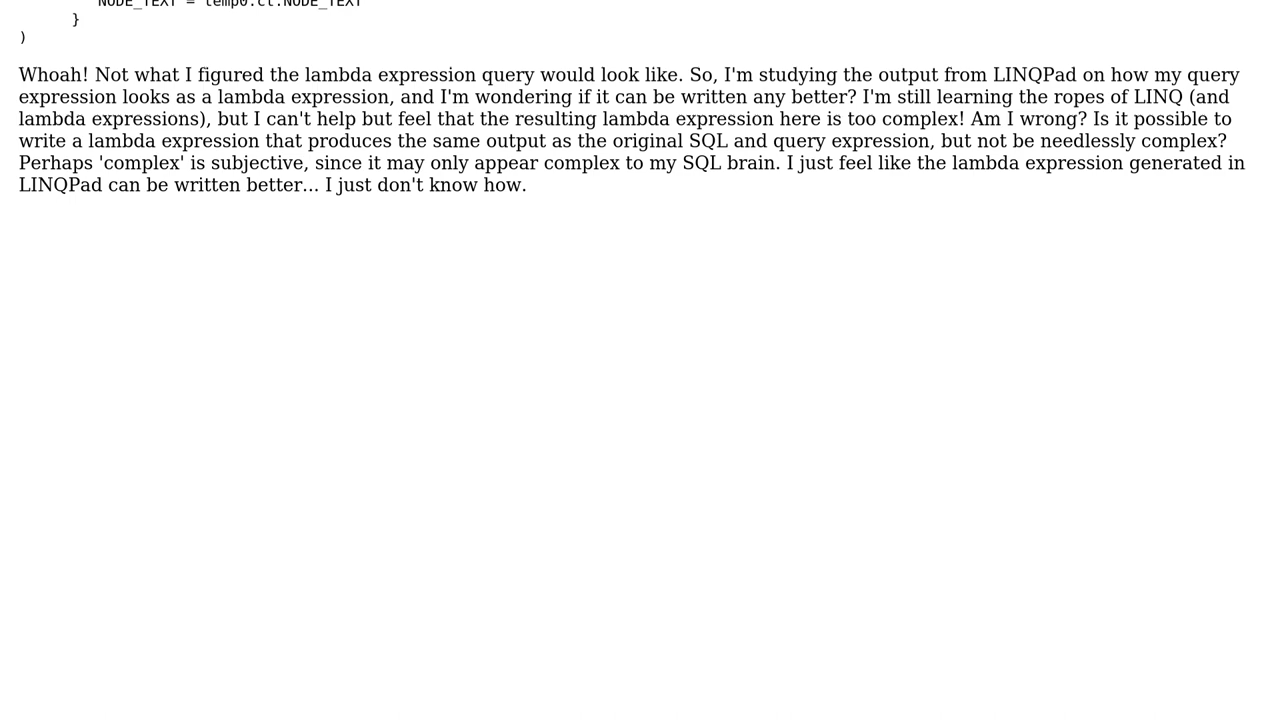 NODE_TEXT = temp0.ct.NODE_TEXT
}
)
Whoah! Not what I figured the lambda expression query would look like. So, I'm studying the output from LINQPad on how my query
expression looks as a lambda expression, and I'm wondering if it can be written any better? I'm still learning the ropes of LINQ (and
lambda expressions), but I can't help but feel that the resulting lambda expression here is too complex! Am I wrong? Is it possible to
write a lambda expression that produces the same output as the original SQL and query expression, but not be needlessly complex?
Perhaps 'complex' is subjective, since it may only appear complex to my SQL brain. I just feel like the lambda expression generated in
LINQPad can be written better... I just don't know how.